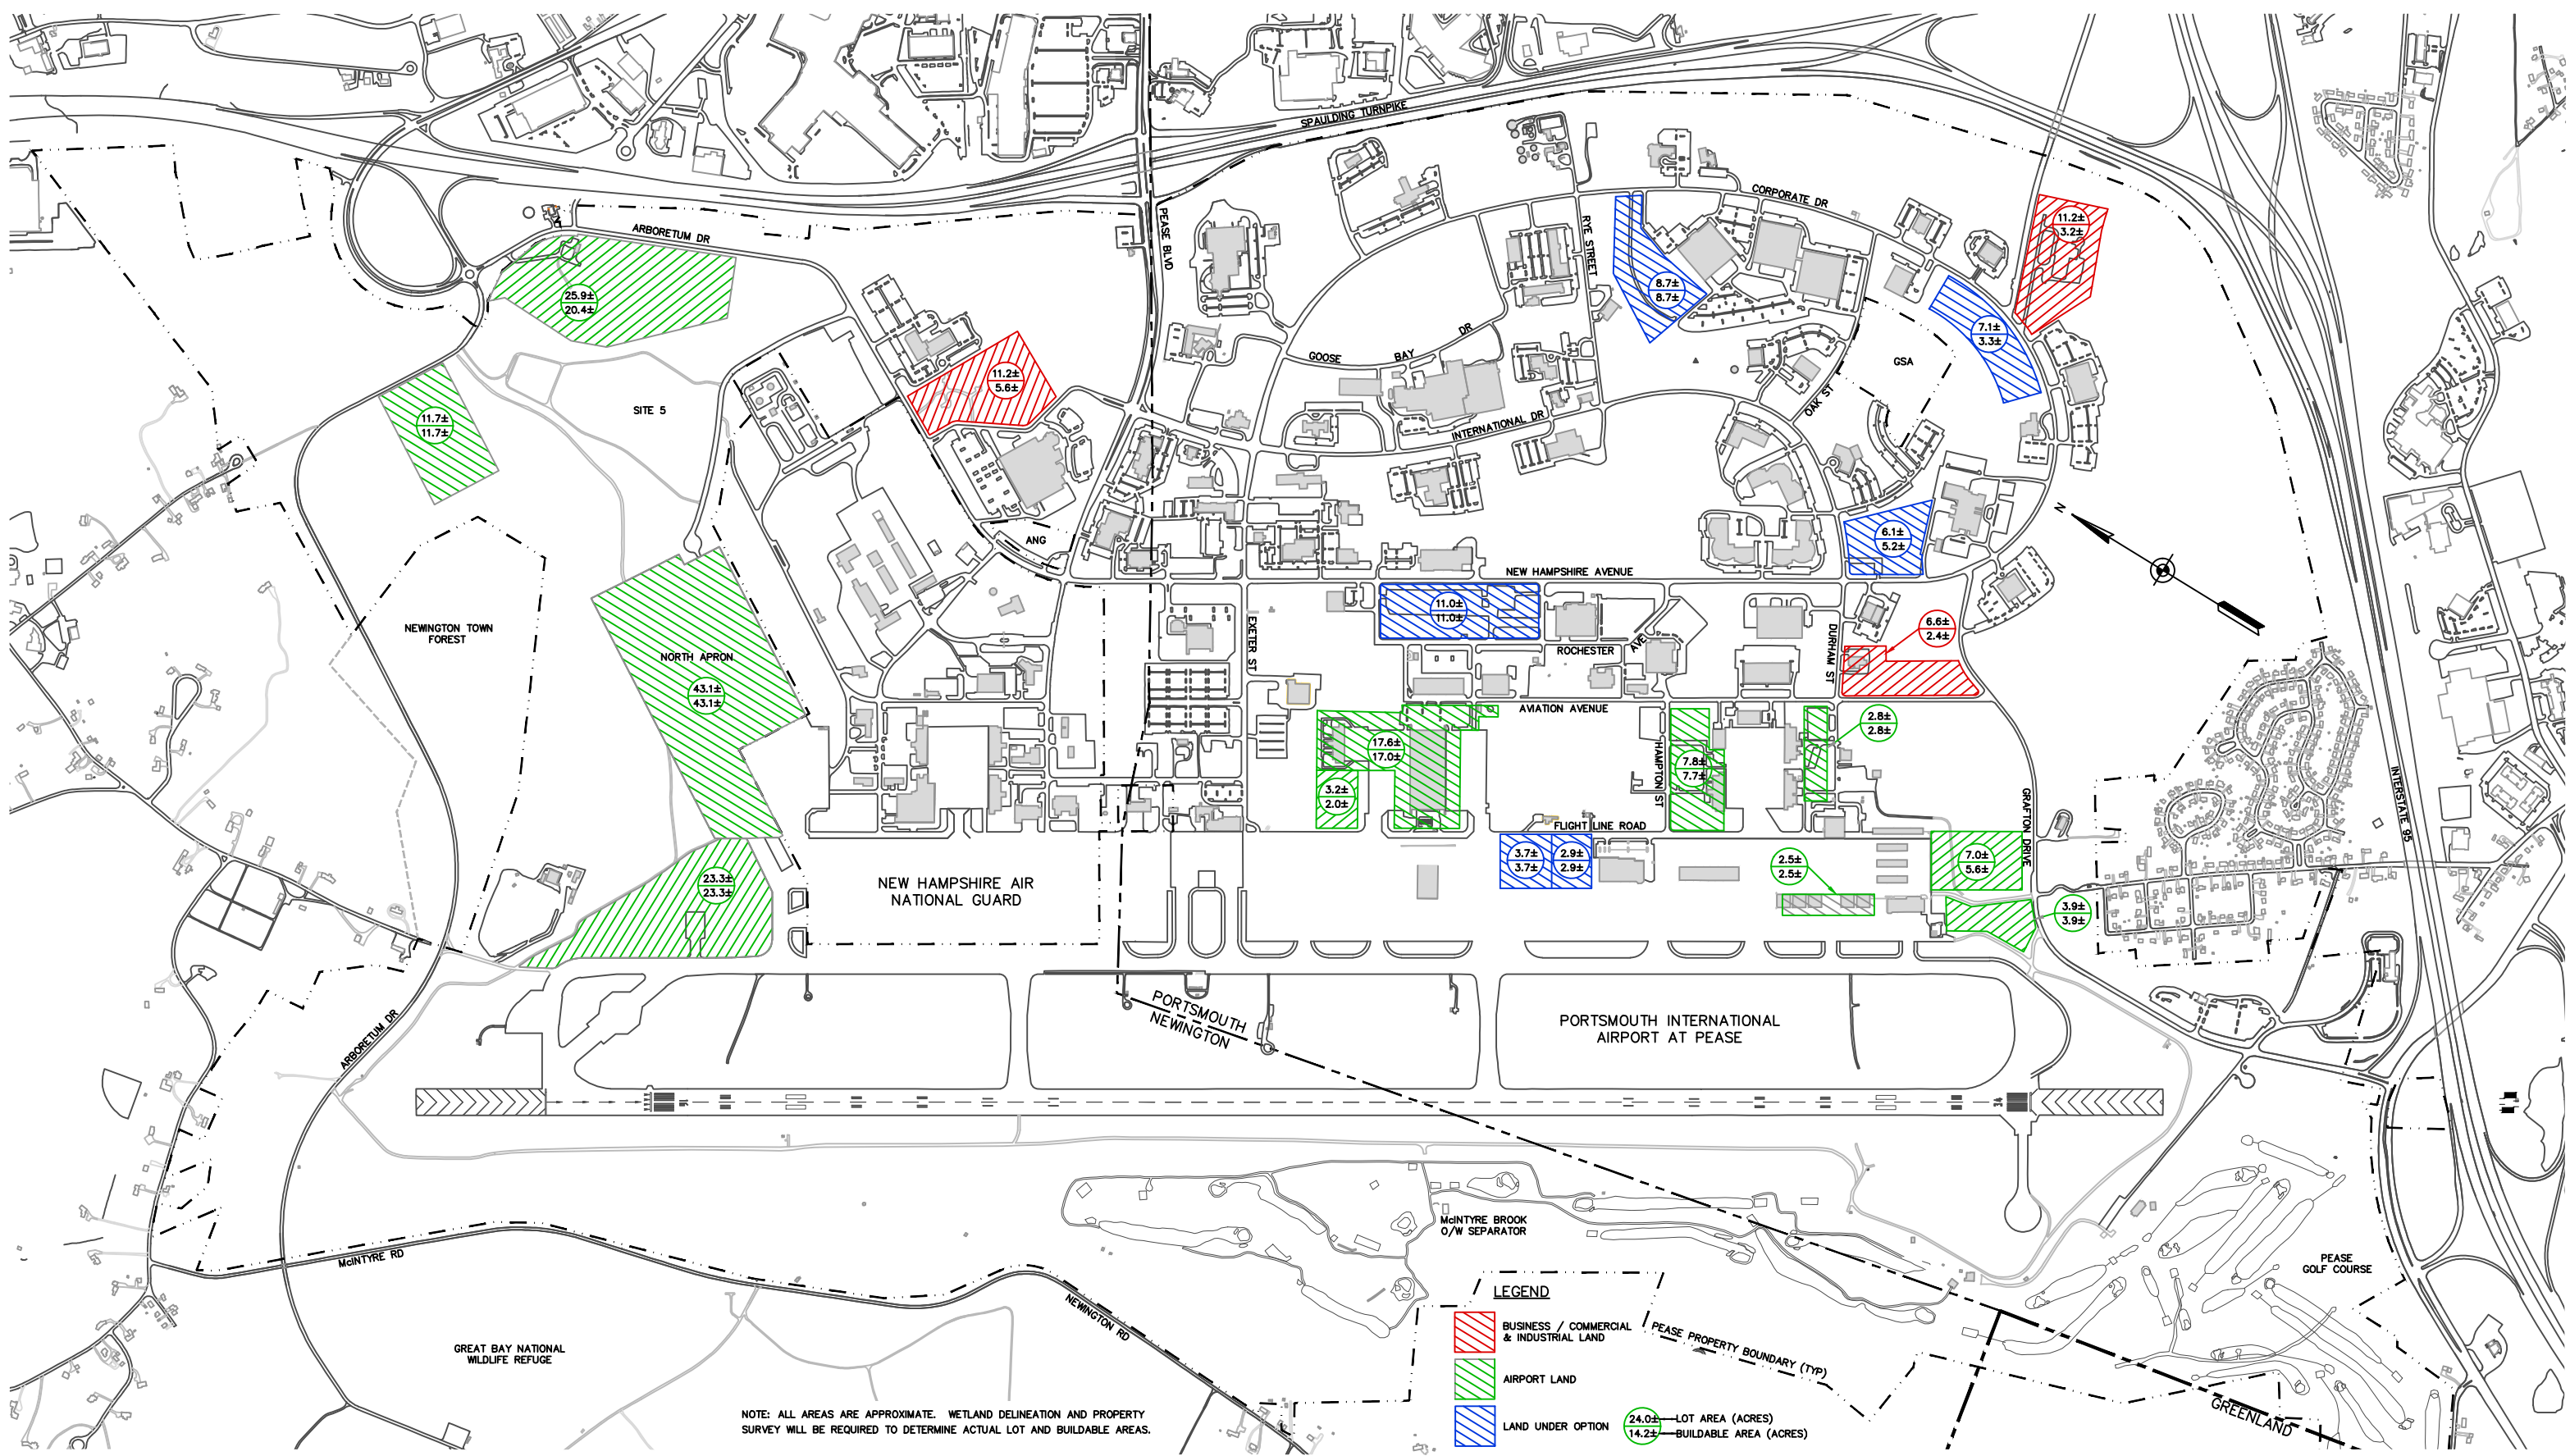 SPAULDING TURNPIKE
PEASE BLVD
ARBORETUM DR
CORPORATE DR
RYE STREET
11.2±
3.2±
25.9±
20.4±
8.7±
8.7±
7.1±
3.3±
GSA
GOOSE BAY DR
11.2±
5.6±
SITE 5
11.7±
11.7±
OAK ST
INTERNATIONAL DR
N
6.1±
5.2±
ANG
NEW HAMPSHIRE AVENUE
11.0±
11.0±
NEWINGTON TOWN
FOREST
EXETER ST
ROCHESTER AVE
DURHAM ST
6.6±
2.4±
NORTH APRON
43.1±
43.1±
AVIATION AVENUE
2.8±
2.8±
17.6±
17.0±
HAMPTON ST
7.8±
7.7±
3.2±
2.0±
GRAFTON DRIVE
INTERSTATE 95
FLIGHT LINE ROAD
3.7±
3.7±
2.9±
2.9±
2.5±
2.5±
7.0±
5.6±
23.3±
23.3±
NEW HAMPSHIRE AIR
NATIONAL GUARD
3.9±
3.9±
PORTSMOUTH
NEWINGTON
PORTSMOUTH INTERNATIONAL
AIRPORT AT PEASE
ARBORETUM DR
34
McINTYRE BROOK
O/W SEPARATOR
McINTYRE RD
PEASE
GOLF COURSE
NEWINGTON RD
GREAT BAY NATIONAL
WILDLIFE REFUGE
LEGEND
BUSINESS / COMMERCIAL
& INDUSTRIAL LAND
AIRPORT LAND
LAND UNDER OPTION
PEASE PROPERTY BOUNDARY (TYP)
24.0± LOT AREA (ACRES)
14.2± BUILDABLE AREA (ACRES)
GREENLAND
NOTE: ALL AREAS ARE APPROXIMATE. WETLAND DELINEATION AND PROPERTY
SURVEY WILL BE REQUIRED TO DETERMINE ACTUAL LOT AND BUILDABLE AREAS.